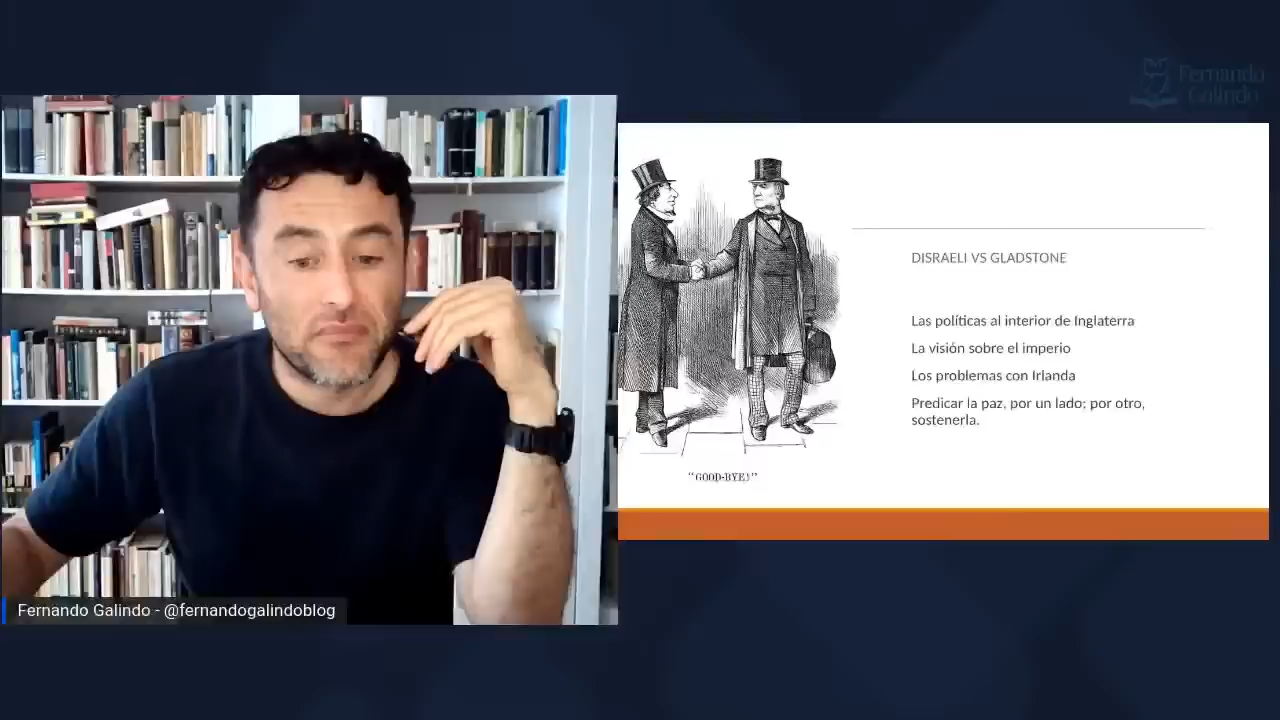 Fernando
Galindo
DISRAELI VS GLADSTONE
Las políticas al interior de Inglaterra
La visión sobre el imperio
Los problemas con Irlanda
Predicar la paz, por un lado; por otro,
sostenerla.
"GOOD-BYE!"
Fernando Galindo - @fernandogalindoblog